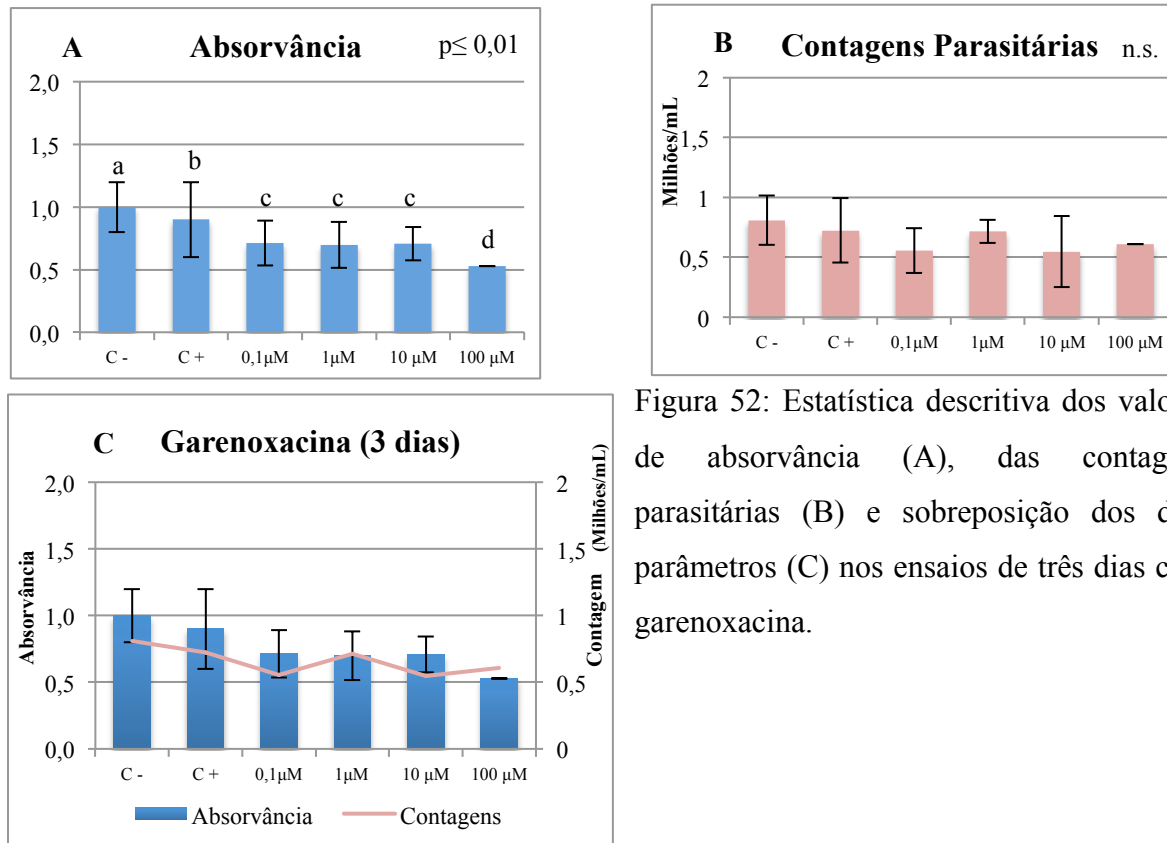 A Absorvância p≤ 0,01
2,0
1,5
1,0
0,5
0,0
a b c c c d
C - C + 0,1µM 1µM 10 µM 100 µM
B Contagens Parasitárias n.s.
Milhões/mL
2
1,5
1
0,5
0
C - C + 0,1µM 1µM 10 µM 100 µM
C Garenoxacina (3 dias)
Absorvância
2,0
1,5
1,0
0,5
0,0
2
1,5
1
0,5
0
Contagem (Milhões/mL)
C - C + 0,1µM 1µM 10 µM 100 µM
Absorvância Contagens
Figura 52: Estatística descritiva dos valo
de absorvância (A), das contag
parasitárias (B) e sobreposição dos d
parâmetros (C) nos ensaios de três dias c
garenoxacina.